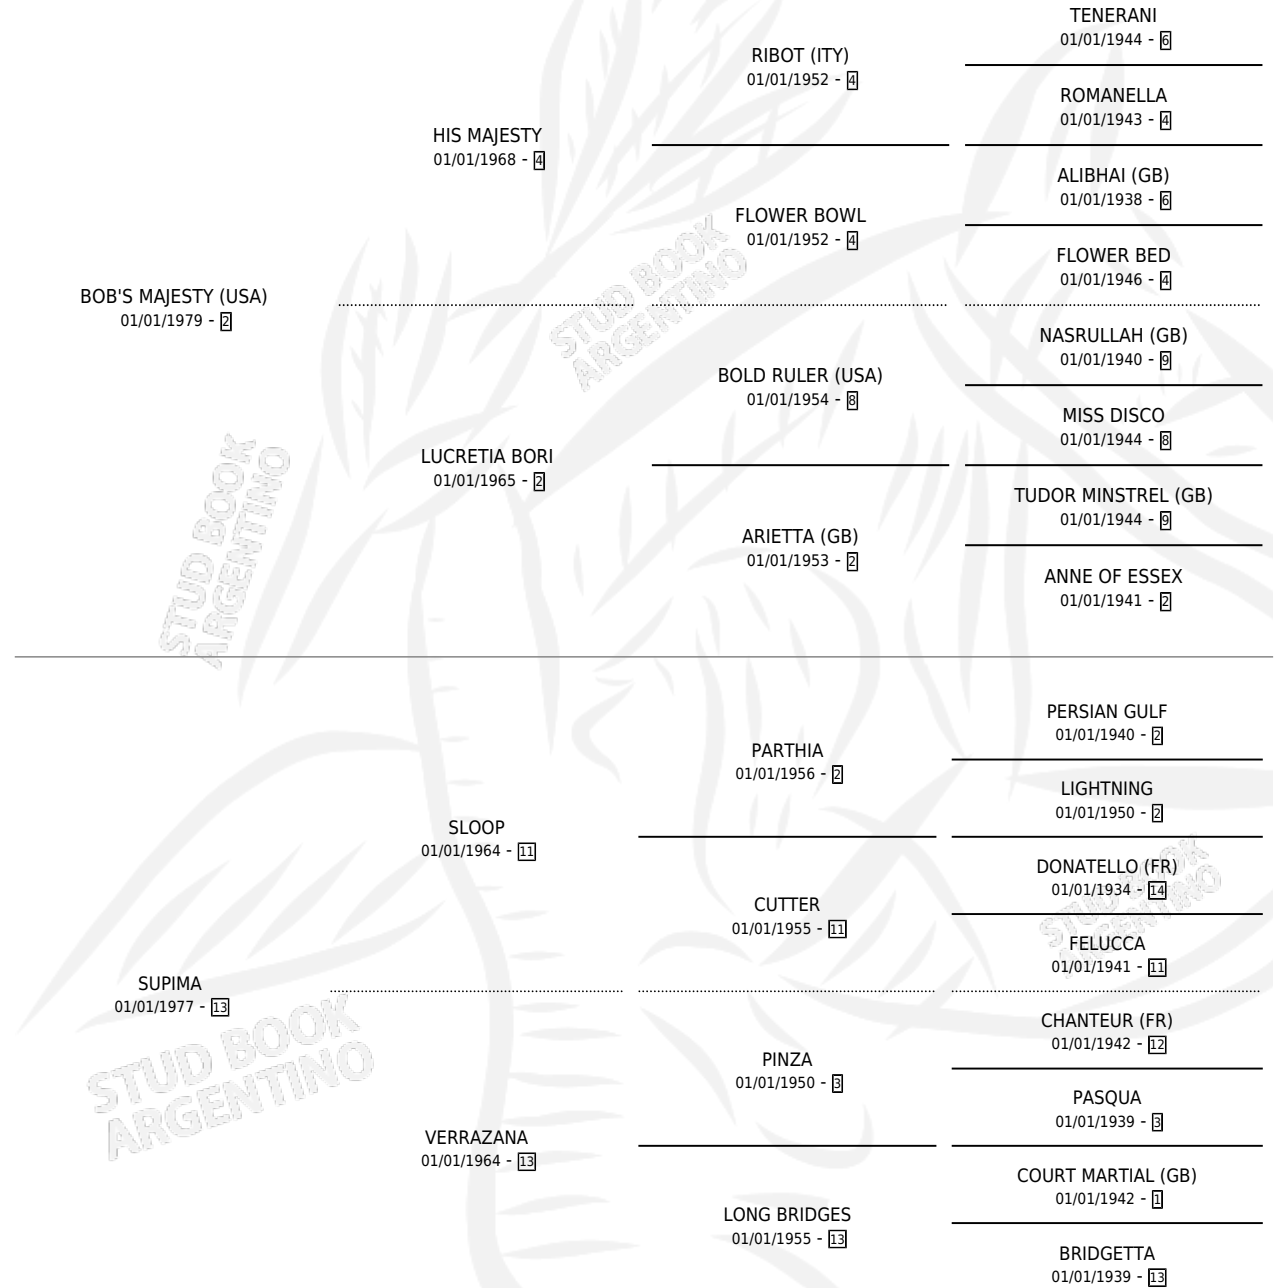 TENERANI
01/01/1944 - 6
RIBOT (ITY)
01/01/1952 - 4
ROMANELLA
01/01/1943 - 4
HIS MAJESTY
01/01/1968 - 4
ALIBHAI (GB)
01/01/1938 - 6
FLOWER BOWL
01/01/1952 - 4
FLOWER BED
01/01/1946 - 4
BOB'S MAJESTY (USA)
01/01/1979 - 2
NASRULLAH (GB)
01/01/1940 - 9
BOLD RULER (USA)
01/01/1954 - 8
MISS DISCO
01/01/1944 - 8
LUCRETIA BORI
01/01/1965 - 2
TUDOR MINSTREL (GB)
01/01/1944 - 9
ARIETTA (GB)
01/01/1953 - 2
ANNE OF ESSEX
01/01/1941 - 2
STUD BOOK
ARGENTINO
STUD BOOK
ARGENTINO
PERSIAN GULF
01/01/1940 - 2
PARTHIA
01/01/1956 - 2
LIGHTNING
01/01/1950 - 2
SLOOP
01/01/1964 - 11
DONATELLO (FR)
01/01/1934 - 14
CUTTER
01/01/1955 - 11
FELUCCA
01/01/1941 - 11
SUPIMA
01/01/1977 - 13
CHANTEUR (FR)
01/01/1942 - 12
PINZA
01/01/1950 - 3
PASQUA
01/01/1939 - 3
VERRAZANA
01/01/1964 - 13
COURT MARTIAL (GB)
01/01/1942 - 1
LONG BRIDGES
01/01/1955 - 13
BRIDGETTA
01/01/1939 - 13
STUD BOOK
ARGENTINO
STUD BOOK
ARGENTINO